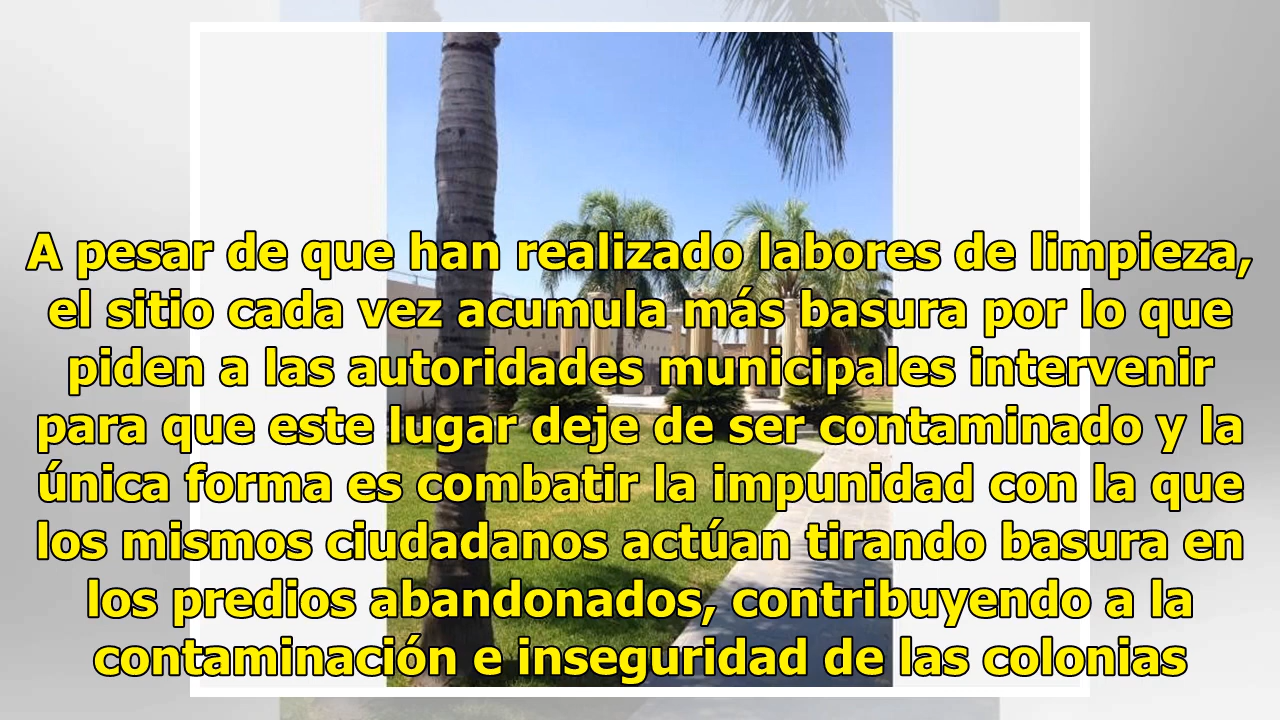 A pesar de que han realizado labores de limpieza,
el sitio cada vez acumula más basura por lo que
piden a las autoridades municipales intervenir
para que este lugar deje de ser contaminado y la
única forma es combatir la impunidad con la que
los mismos ciudadanos actúan tirando basura en
los predios abandonados, contribuyendo a la
contaminación e inseguridad de las colonias